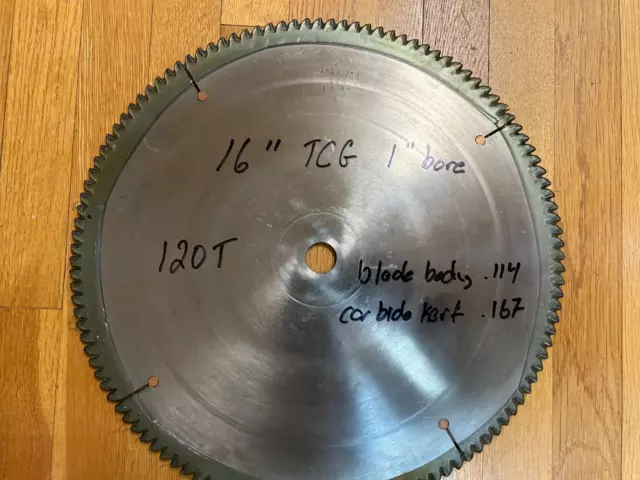 16" TCG 1" bore
120T
blade body .114
carbide kerf .167